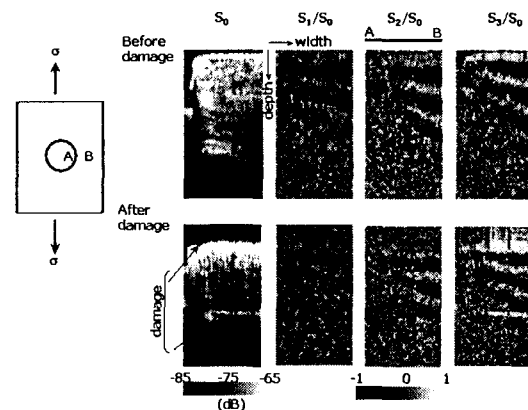 S₀ S₁/S₀ S₂/S₀ S₃/S₀
Before
damage
width
depth
A B
σ
A B
σ
After
damage
damage
-85 -75 -65
(dB)
-1 0 1